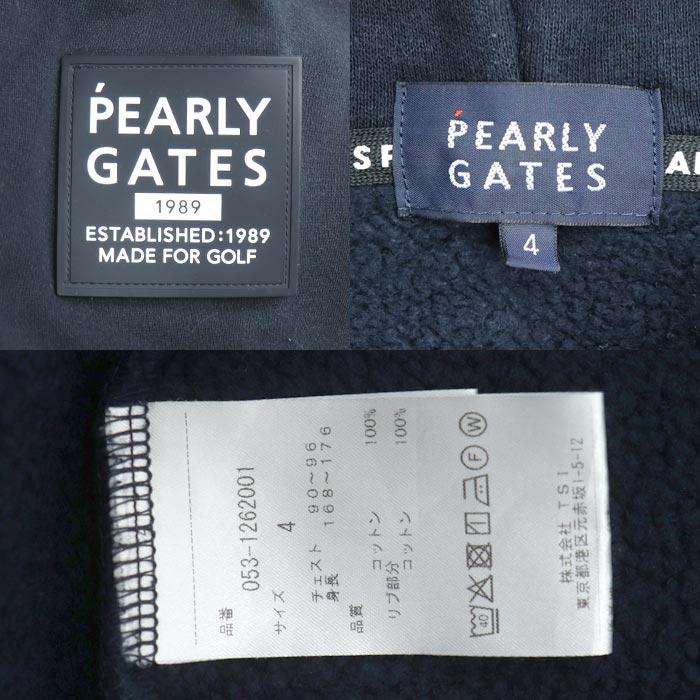 PEARLY
GATES
1989
ESTABLISHED:1989
MADE FOR GOLF
PEARLY
GATES
4
品番 053-1262001
サイズ 4
チェスト 90~96
身長 168~176
品質
コットン 100%
リブ部分 コットン 100%
40
F
W
株式会社 TSI
東京都港区元赤坂1-5-12